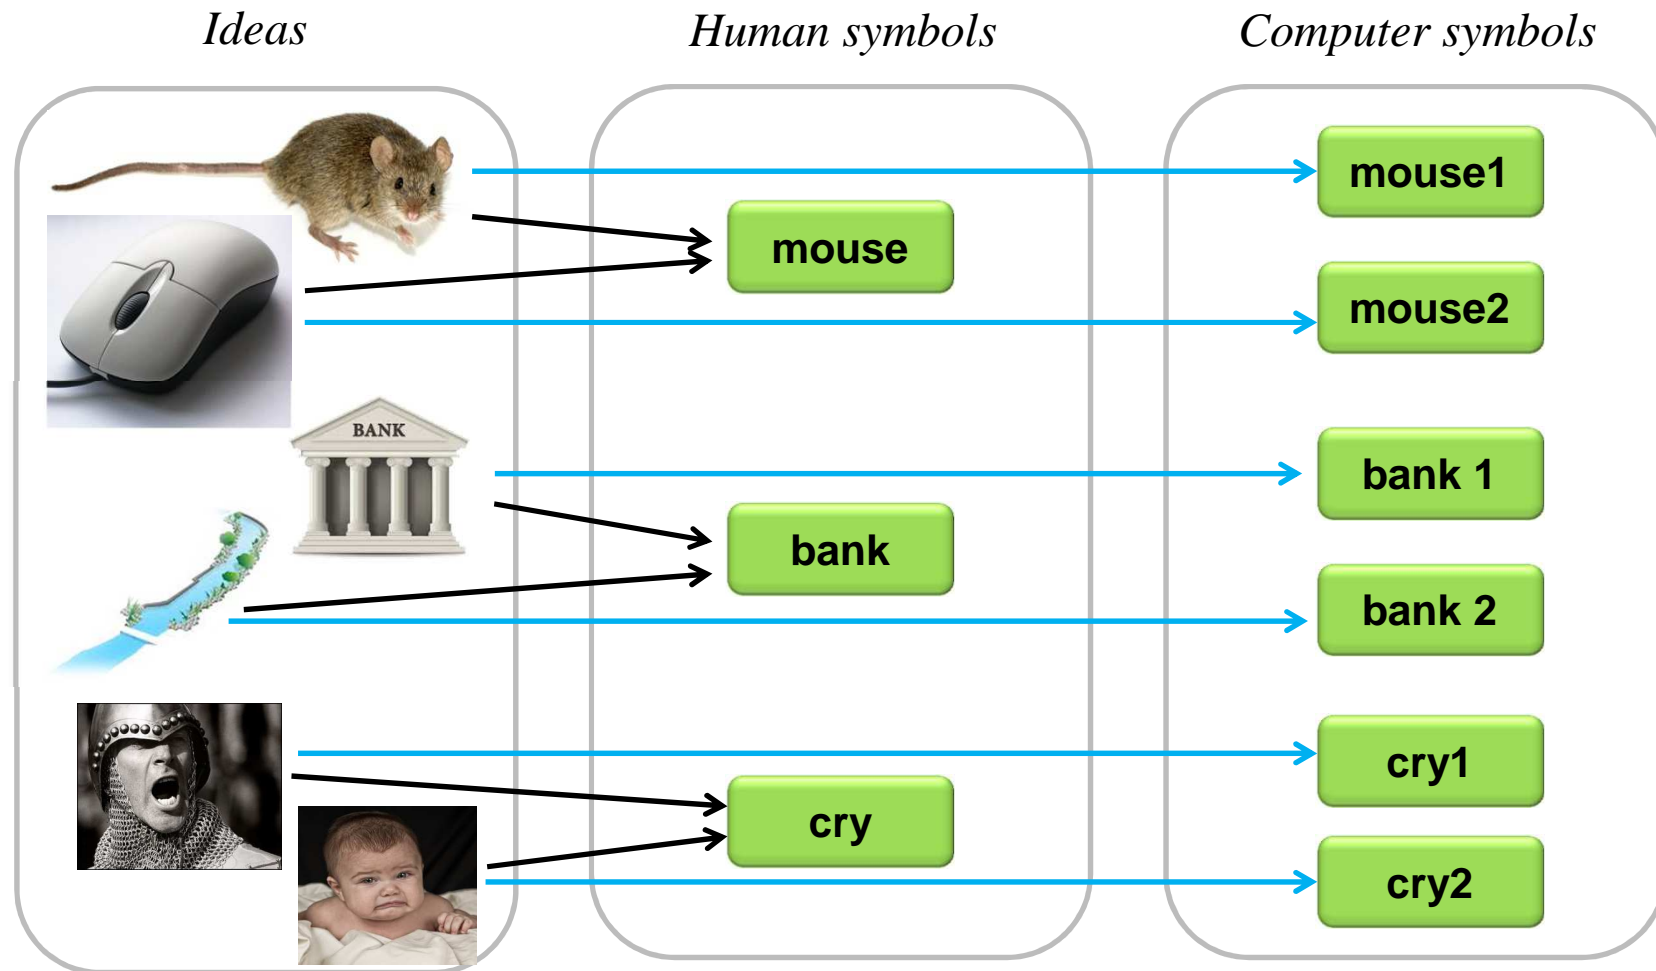 Ideas
Human symbols
Computer symbols
mouse1
mouse
mouse2
BANK
bank 1
bank
bank 2
cry1
cry
cry2